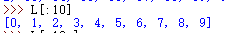 >>> L[:10]
[0, 1, 2, 3, 4, 5, 6, 7, 8, 9]